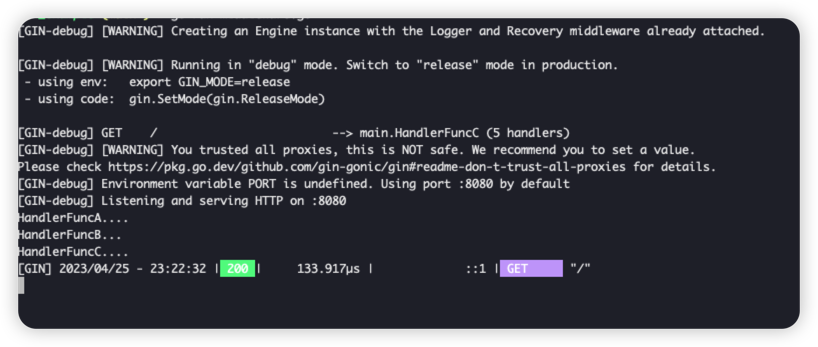 [GIN-debug] [WARNING] Creating an Engine instance with the Logger and Recovery middleware already attached.
[GIN-debug] [WARNING] Running in "debug" mode. Switch to "release" mode in production.
- using env:   export GIN_MODE=release
- using code:  gin.SetMode(gin.ReleaseMode)
[GIN-debug] GET    /                         --> main.HandlerFuncC (5 handlers)
[GIN-debug] [WARNING] You trusted all proxies, this is NOT safe. We recommend you to set a value.
Please check https://pkg.go.dev/github.com/gin-gonic/gin#readme-don-t-trust-all-proxies for details.
[GIN-debug] Environment variable PORT is undefined. Using port :8080 by default
[GIN-debug] Listening and serving HTTP on :8080
HandlerFuncA....
HandlerFuncB...
HandlerFuncC....
[GIN] 2023/04/25 - 23:22:32 | 200 |     133.917µs |             ::1 | GET      "/"